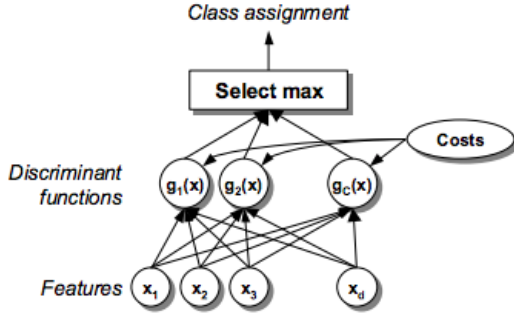 Class assignment
Select max
Costs
Discriminant
functions
g1(x) g2(x) gC(x)
Features
x1 x2 x3 xd